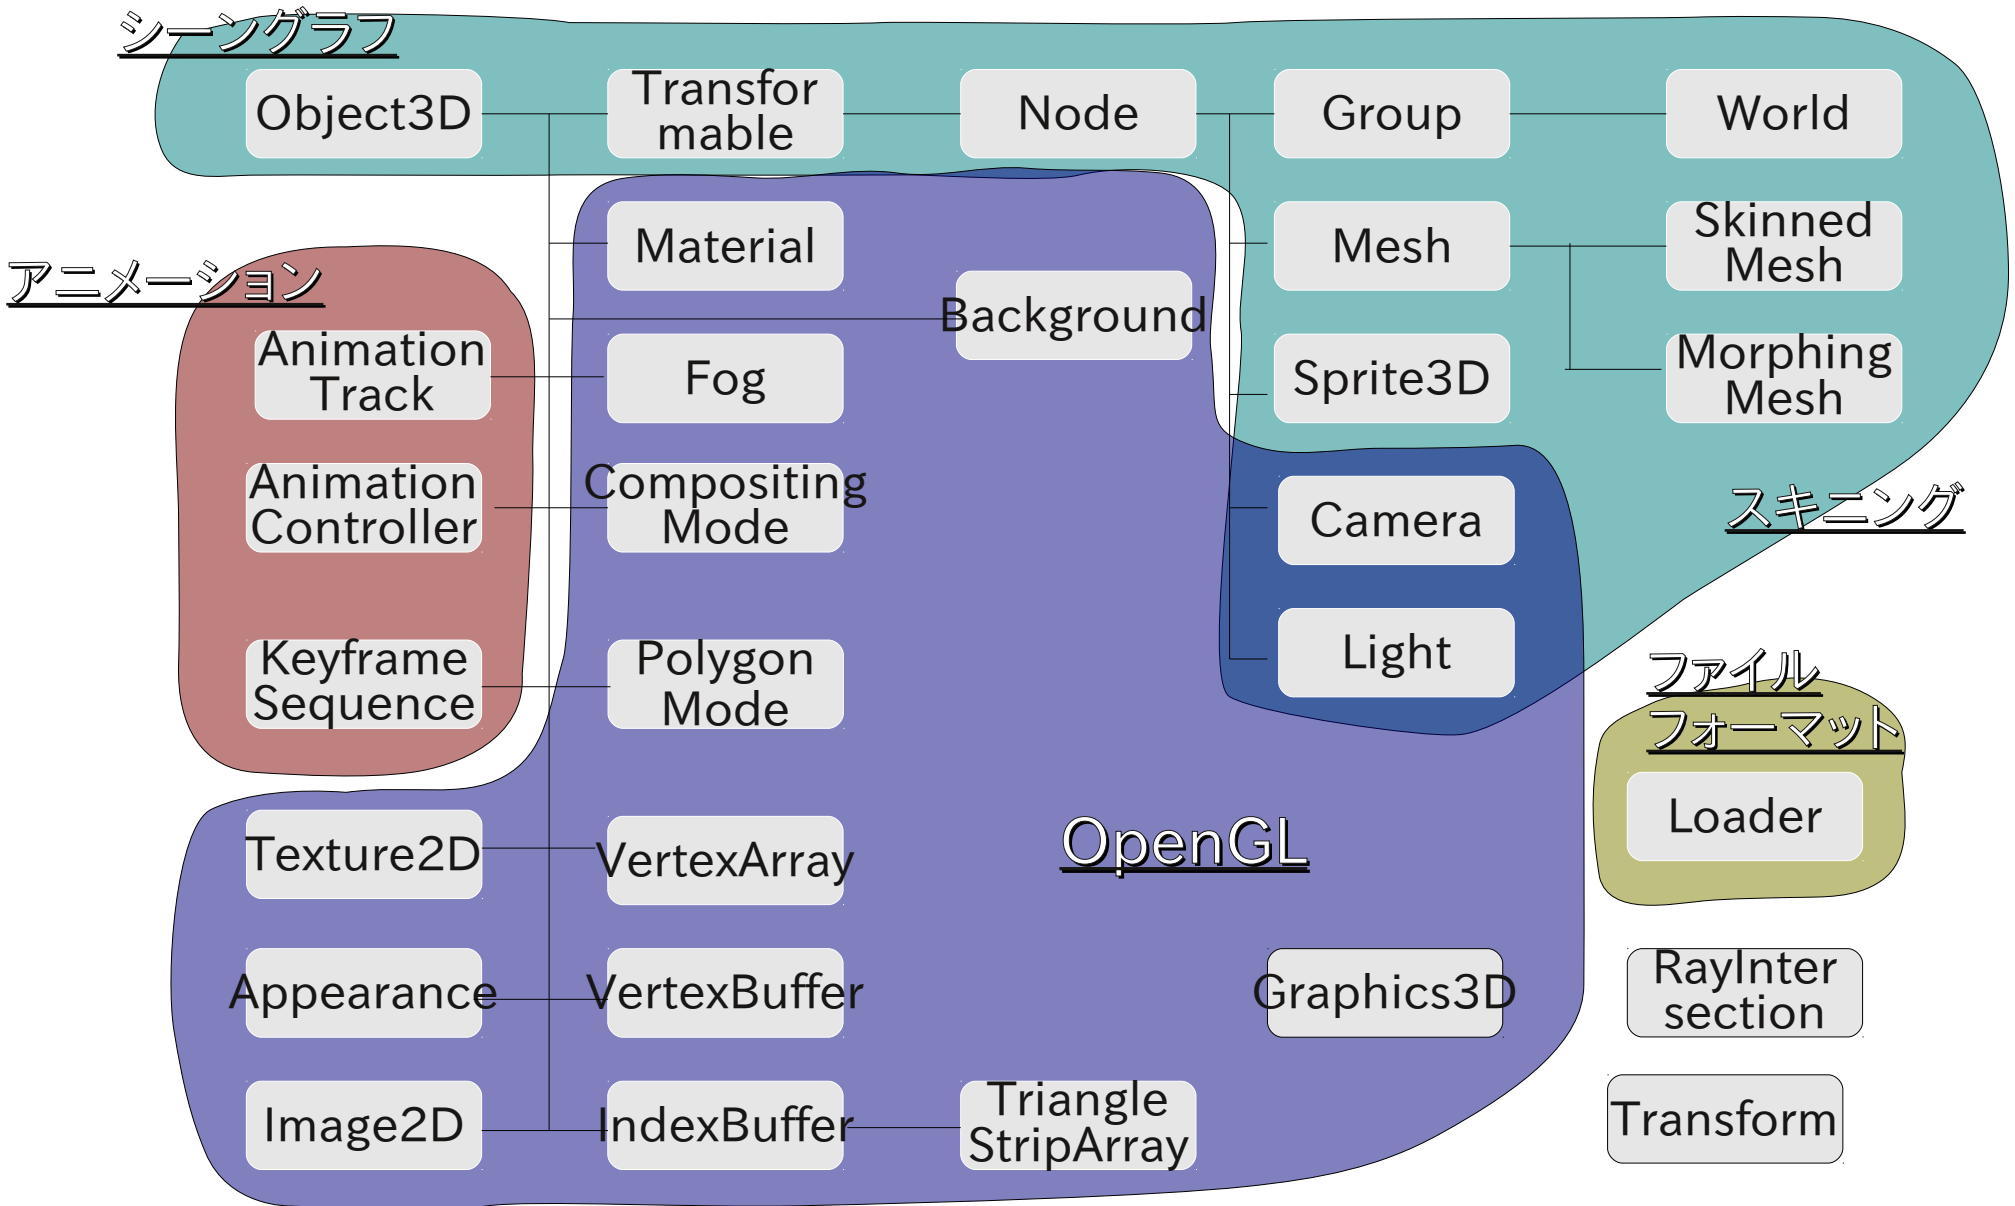 シーングラフ
Object3D
Transfor
mable
Node
Group
World
Material
Background
Mesh
Skinned
Mesh
アニメーション
Animation
Track
Fog
Sprite3D
Morphing
Mesh
Animation
Controller
Compositing
Mode
Camera
スキニング
Keyframe
Sequence
Polygon
Mode
Light
ファイル
フォーマット
Loader
Texture2D
VertexArray
OpenGL
Appearance
VertexBuffer
Graphics3D
RayInter
section
Image2D
IndexBuffer
Triangle
StripArray
Transform